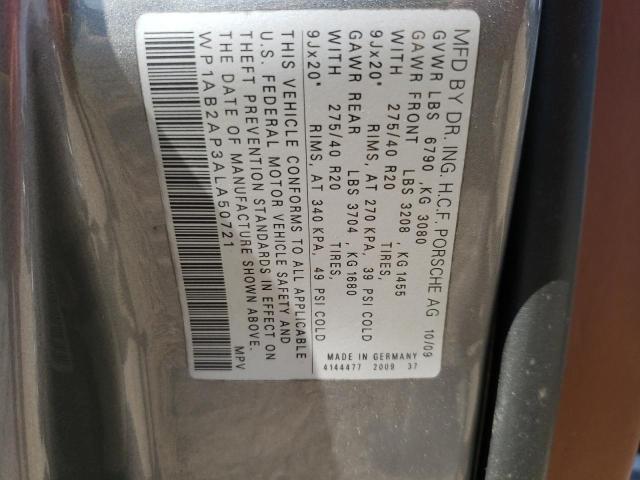 MFD BY DR. ING. H.C.F. PORSCHE AG 10/09
GVWR LBS 6790 , KG 3080
GAWR FRONT LBS 3208 , KG 1455
WITH 275/40 R20 TIRES,
9Jx20" RIMS, AT 270 KPA, 39 PSI COLD
GAWR REAR LBS 3704 , KG 1680
WITH 275/40 R20 TIRES,
9Jx20" RIMS, AT 340 KPA, 49 PSI COLD
THIS VEHICLE CONFORMS TO ALL APPLICABLE
U.S. FEDERAL MOTOR VEHICLE SAFETY AND
THEFT PREVENTION STANDARDS IN EFFECT ON
THE DATE OF MANUFACTURE SHOWN ABOVE.
WP1AB2AP3ALA50721 MPV
MADE IN GERMANY
4144477 2009 37